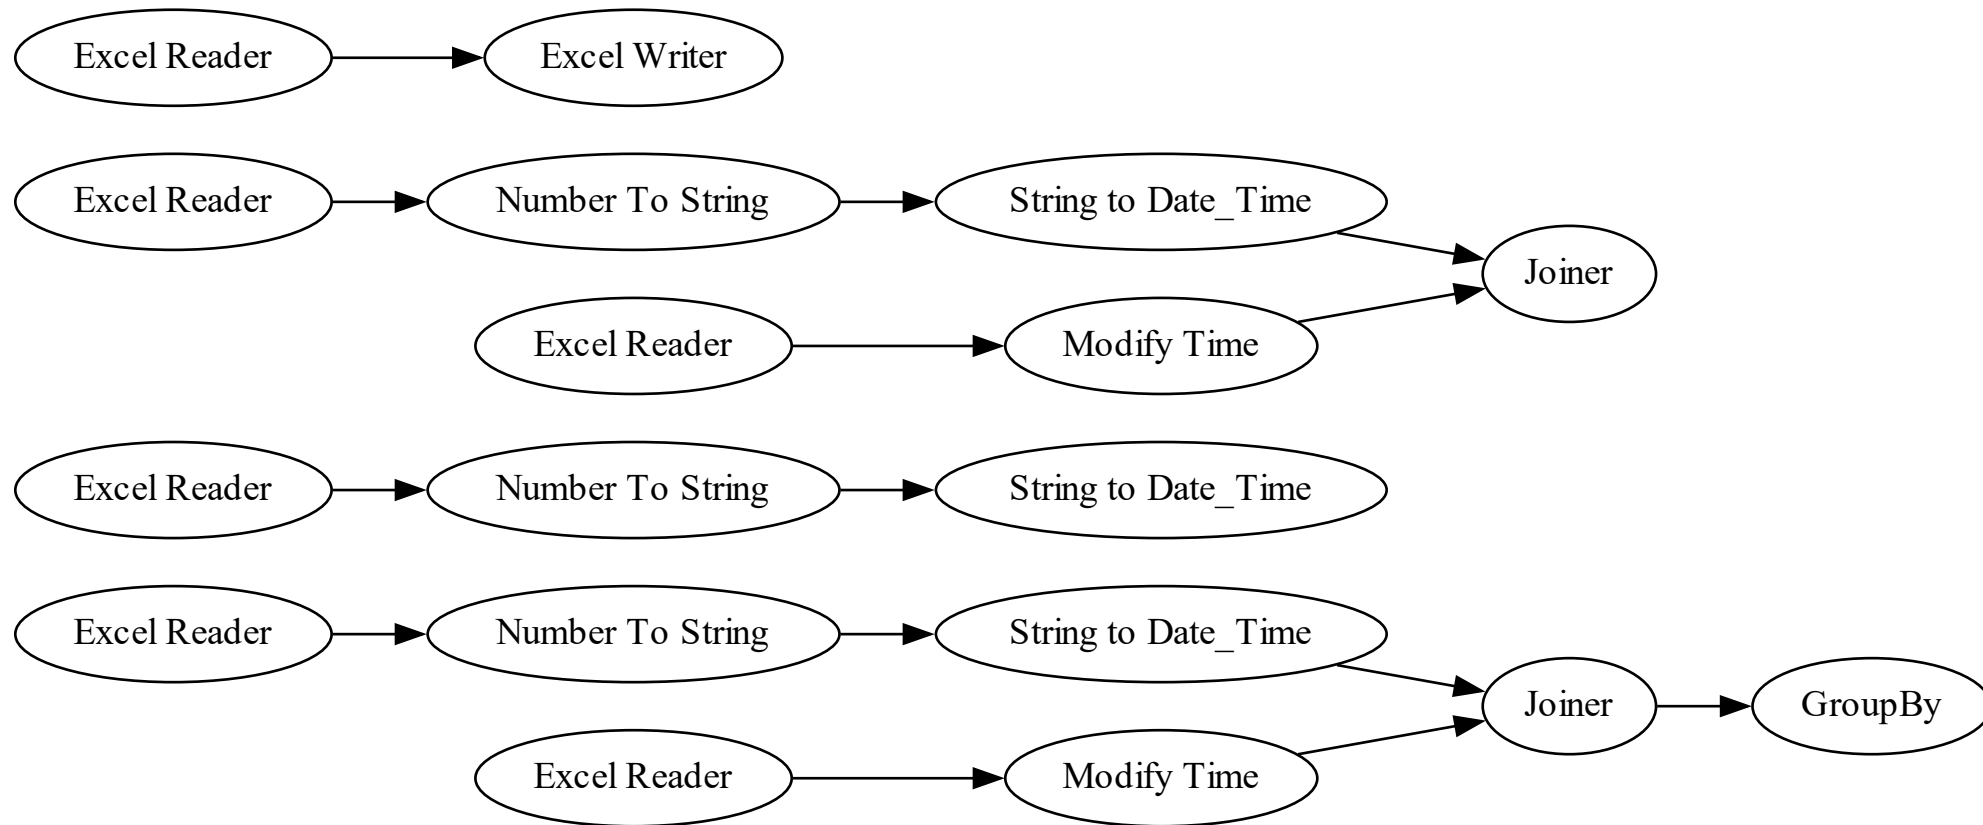 Excel Reader
Excel Writer
Excel Reader
Number To String
String to Date_Time
Joiner
Excel Reader
Modify Time
Excel Reader
Number To String
String to Date_Time
Excel Reader
Number To String
String to Date_Time
Joiner
GroupBy
Excel Reader
Modify Time